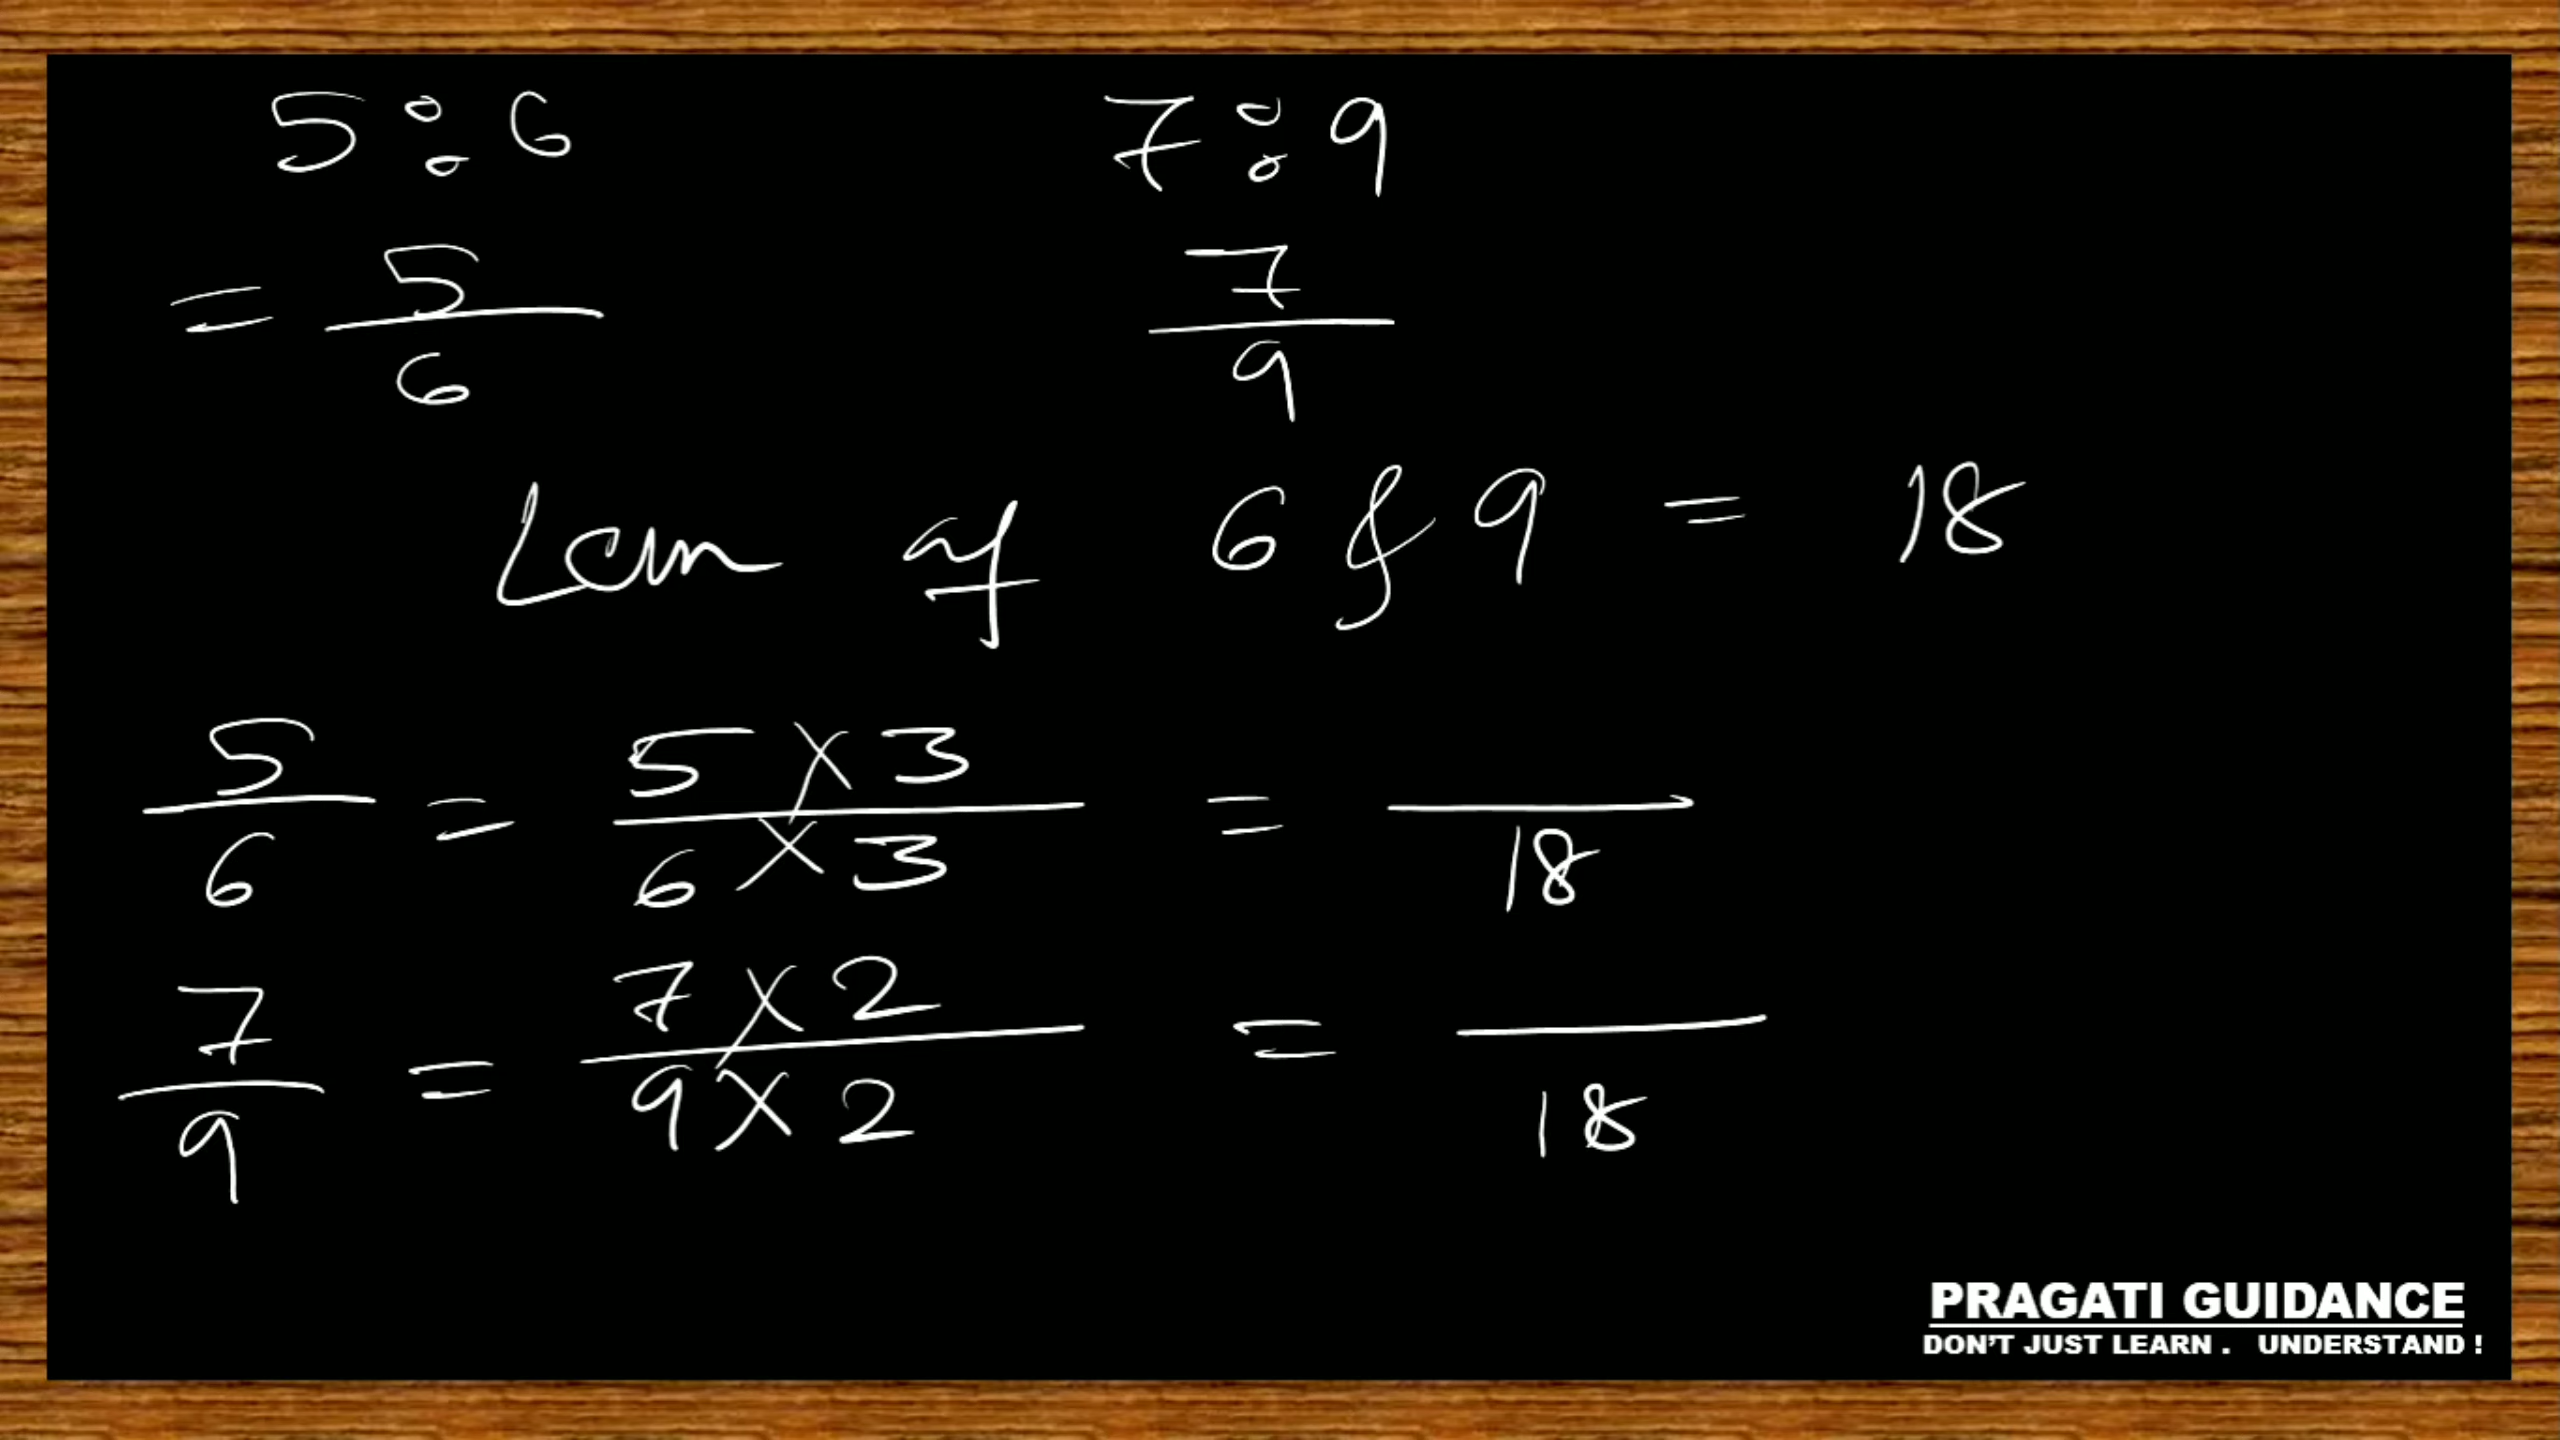 5 : 6 7 : 9
= 5/6 7/9
Lcm of 6 & 9 = 18
5/6 = 5 × 3 / 6 × 3 = /18
7/9 = 7 × 2 / 9 × 2 = /18
PRAGATI GUIDANCE
DON'T JUST LEARN . UNDERSTAND !